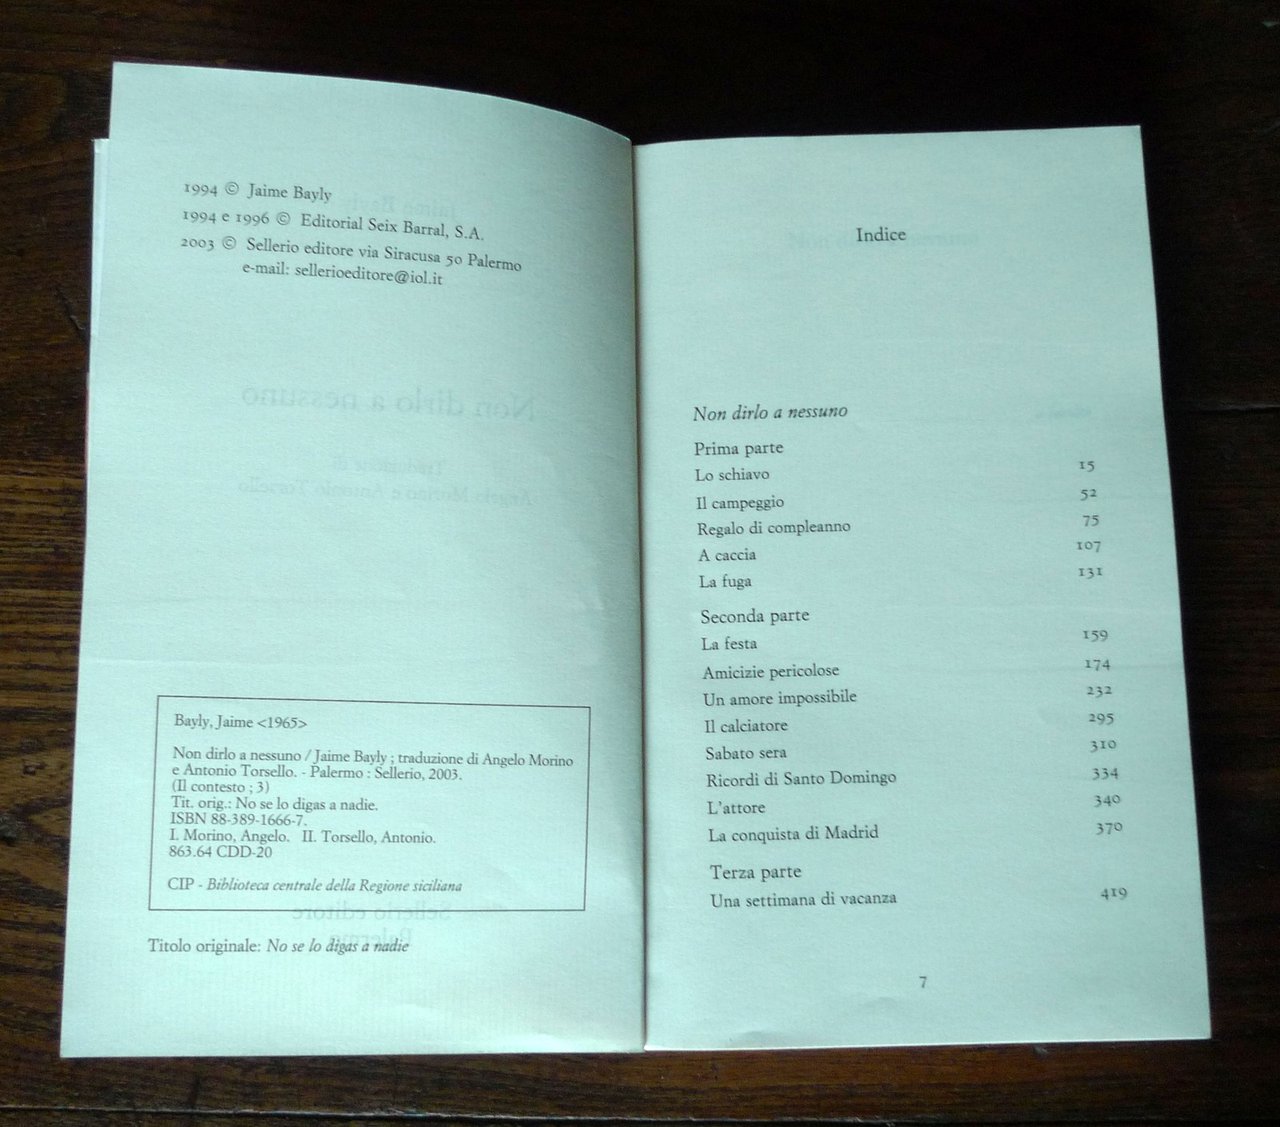 1994 © Jaime Bayly
1994 e 1996 © Editorial Seix Barral, S.A.
2003 © Sellerio editore via Siracusa 50 Palermo
e-mail: sellerioeditore@iol.it
Bayly, Jaime <1965>
Non dirlo a nessuno / Jaime Bayly ; traduzione di Angelo Morino
e Antonio Torsello. - Palermo : Sellerio, 2003.
(Il contesto ; 3)
Tit. orig.: No se lo digas a nadie.
ISBN 88-389-1666-7.
I. Morino, Angelo. II. Torsello, Antonio.
863.64 CDD-20
CIP - Biblioteca centrale della Regione siciliana
Titolo originale: No se lo digas a nadie
Indice
Non dirlo a nessuno
Prima parte
Lo schiavo 15
Il campeggio 52
Regalo di compleanno 75
A caccia 107
La fuga 131
Seconda parte
La festa 159
Amicizie pericolose 174
Un amore impossibile 232
Il calciatore 295
Sabato sera 310
Ricordi di Santo Domingo 334
L'attore 340
La conquista di Madrid 370
Terza parte
Una settimana di vacanza 419
7